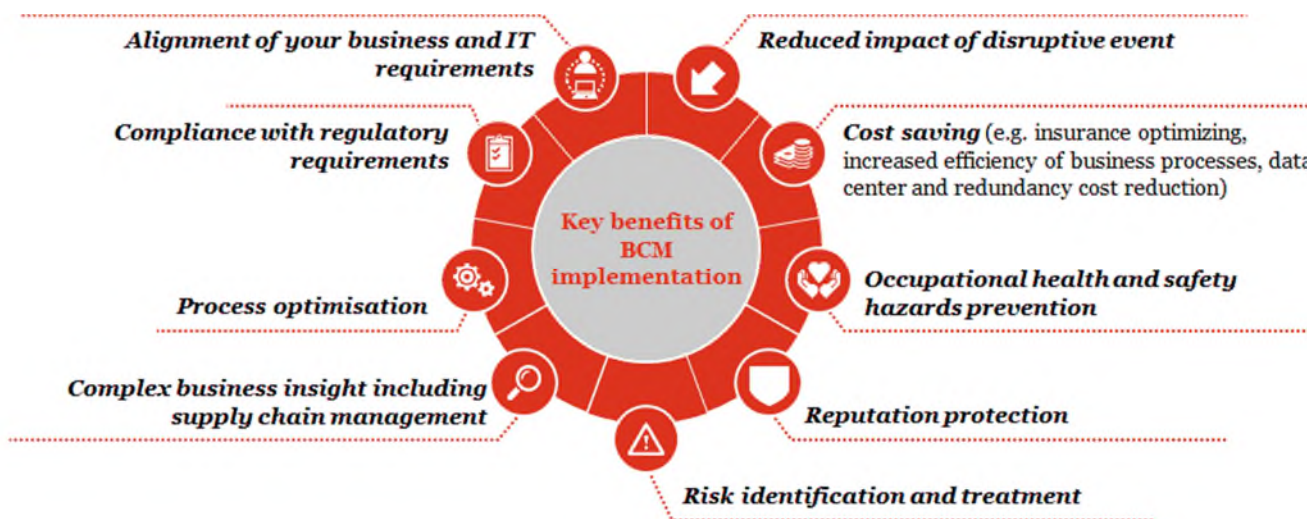 Alignment of your business and IT
requirements
Reduced impact of disruptive event
Compliance with regulatory
requirements
Cost saving (e.g. insurance optimizing,
increased efficiency of business processes, data
center and redundancy cost reduction)
Key benefits of
BCM
implementation
Process optimisation
Occupational health and safety
hazards prevention
Complex business insight including
supply chain management
Reputation protection
Risk identification and treatment